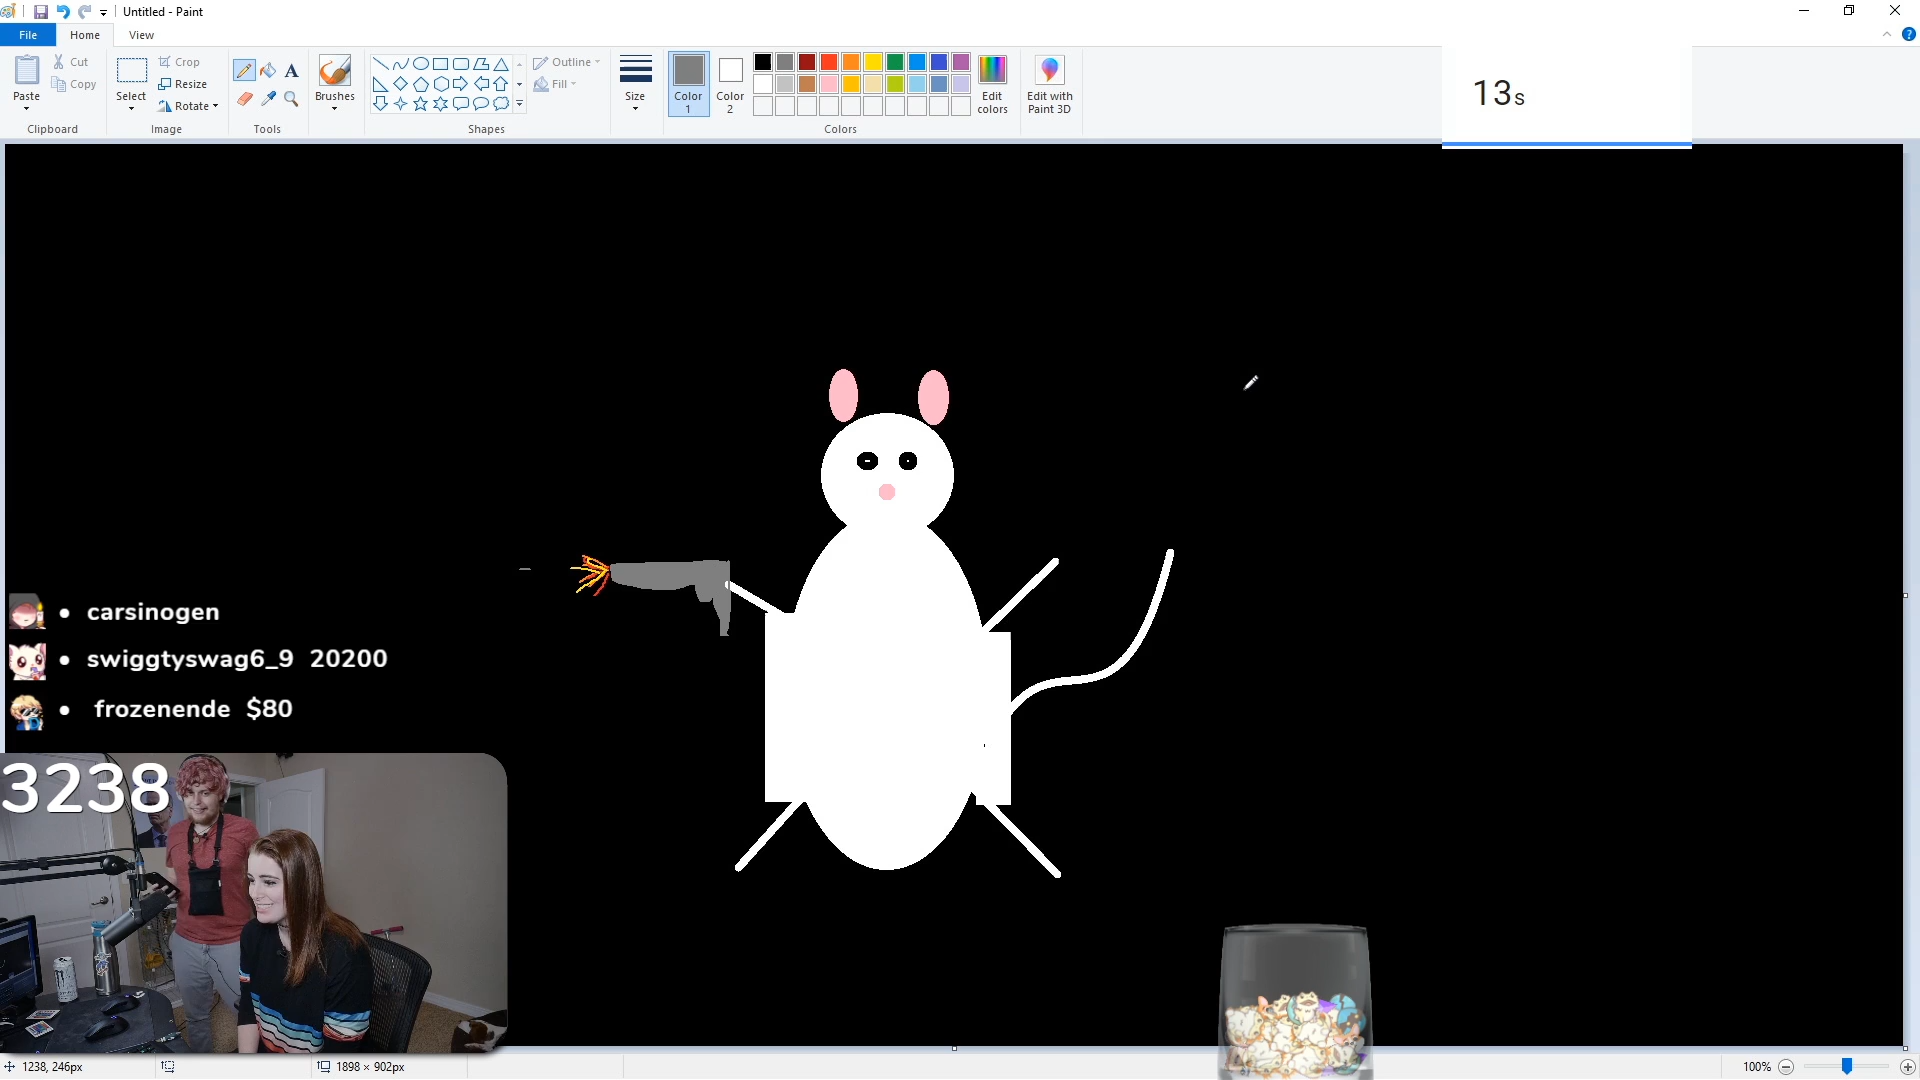 Untitled - Paint
File
Home
View
Paste
Cut
Copy
Clipboard
Select
Crop
Resize
Rotate
Image
A
Tools
Brushes
Outline
Fill
Shapes
Size
Color
1
Color
2
Edit
colors
Colors
Edit with
Paint 3D
?
13s
• carsinogen
• swiggtyswag6_9 20200
• frozenende $80
3238
1238, 246px
1898 × 902px
100%